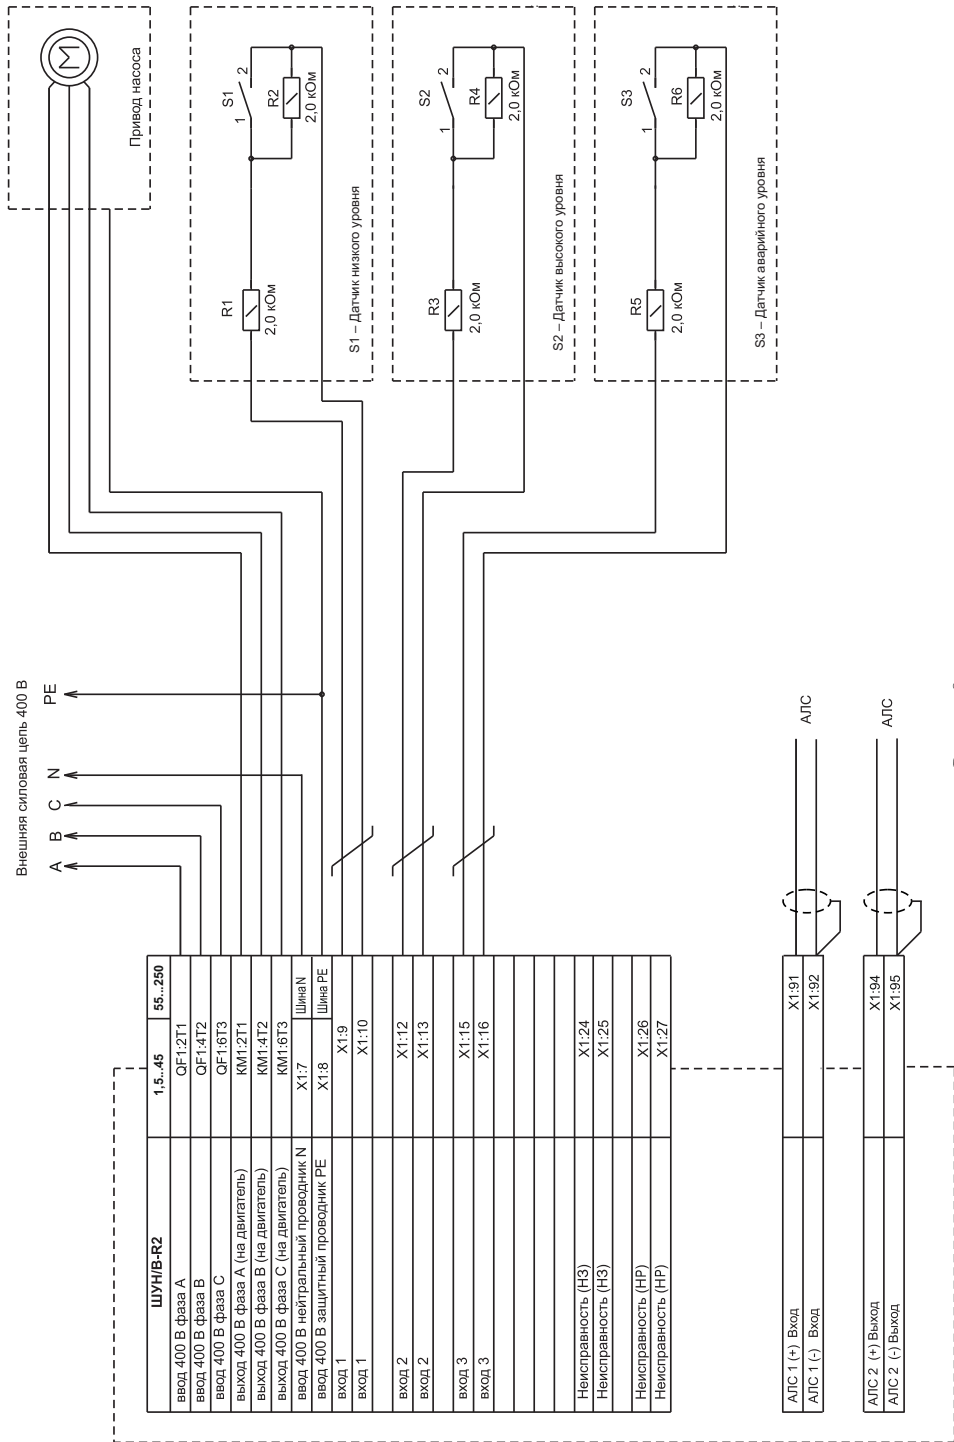 ШУН/В-R2
1,5...45
55...250
ввод 400 В фаза А
QF1:2T1
ввод 400 В фаза В
QF1:4T2
ввод 400 В фаза С
QF1:6T3
выход 400 В фаза А (на двигатель)
KM1:2T1
выход 400 В фаза В (на двигатель)
KM1:4T2
выход 400 В фаза С (на двигатель)
KM1:6T3
ввод 400 В нейтральный проводник N
X1:7
Шина N
ввод 400 В защитный проводник PE
X1:8
Шина PE
вход 1
X1:9
вход 1
X1:10
вход 2
X1:12
вход 2
X1:13
вход 3
X1:15
вход 3
X1:16
Неисправность (НЗ)
X1:24
Неисправность (НЗ)
X1:25
Неисправность (НР)
X1:26
Неисправность (НР)
X1:27
АЛС 1 (+) Вход
X1:91
АЛС 1 (-) Вход
X1:92
АЛС
АЛС 2 (+) Выход
X1:94
АЛС 2 (-) Выход
X1:95
АЛС
Внешняя силовая цепь 400 В
A
B
C
N
PE
M
Привод насоса
S1
1
2
R2
2,0 кОм
R1
2,0 кОм
S1 – Датчик низкого уровня
S2
1
2
R4
2,0 кОм
R3
2,0 кОм
S2 – Датчик высокого уровня
S3
1
2
R6
2,0 кОм
R5
2,0 кОм
S3 – Датчик аварийного уровня